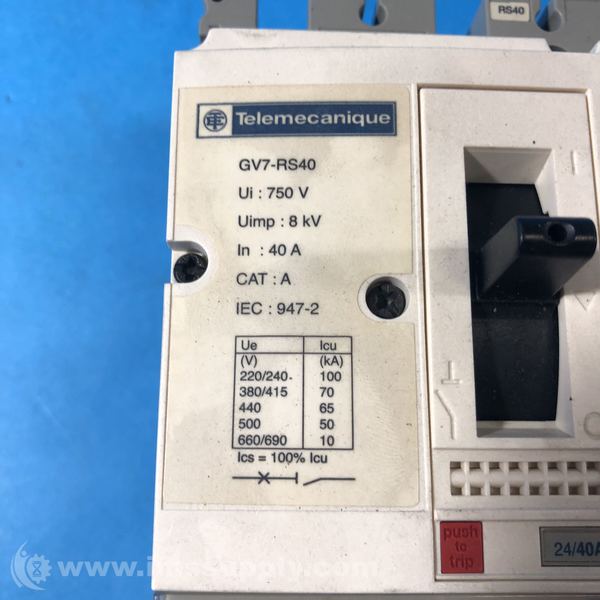 RS40
Telemecanique
GV7-RS40
Ui : 750 V
Uimp : 8 kV
In : 40 A
CAT : A
IEC : 947-2
Ue Icu
(V) (kA)
220/240- 100
380/415 70
440 65
500 50
660/690 10
Ics = 100% Icu
I
O
push
to
trip
24/40A